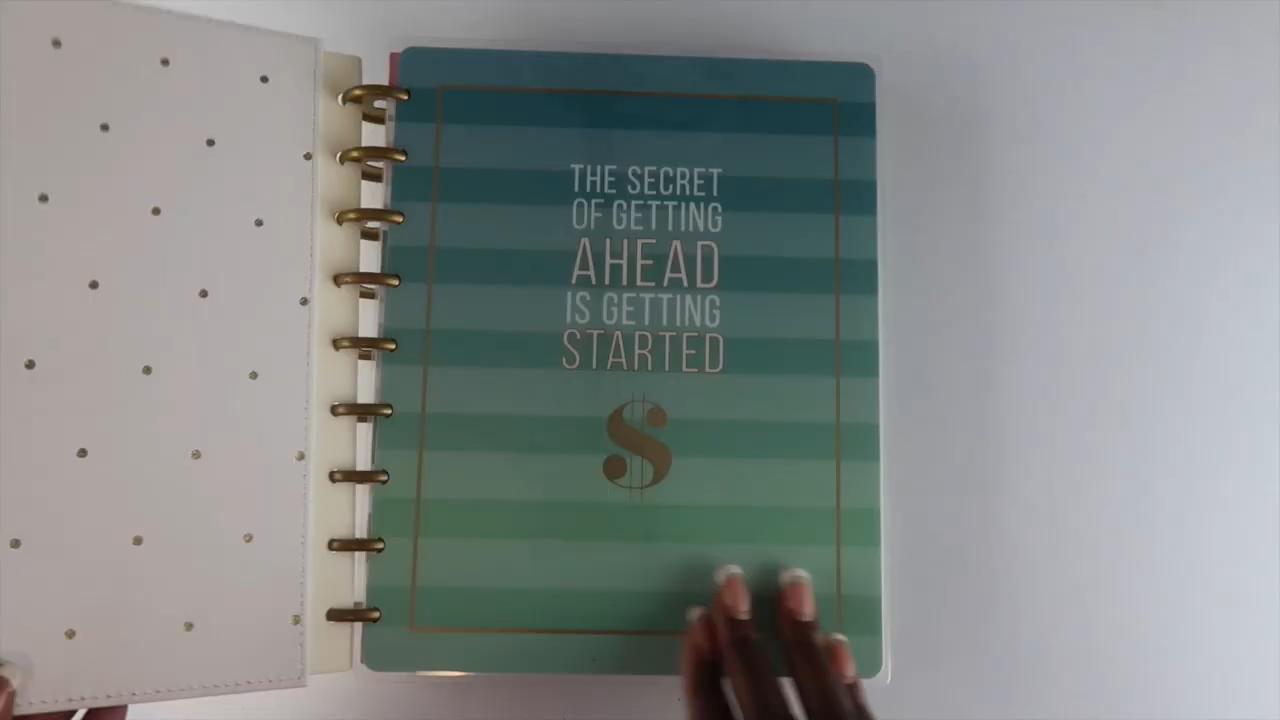 THE SECRET
OF GETTING
AHEAD
IS GETTING
STARTED
$